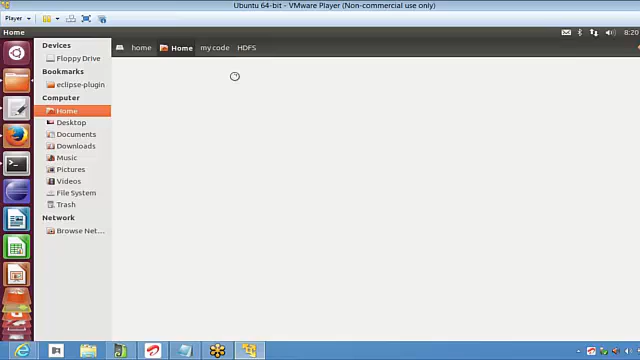 Ubuntu 64-bit - VMware Player (Non-commercial use only)
Player
Home
8:20
Devices
Floppy Drive
Bookmarks
eclipse-plugin
Computer
Home
Desktop
Documents
Downloads
Music
Pictures
Videos
File System
Trash
Network
Browse Net...
home
Home
my code
HDFS